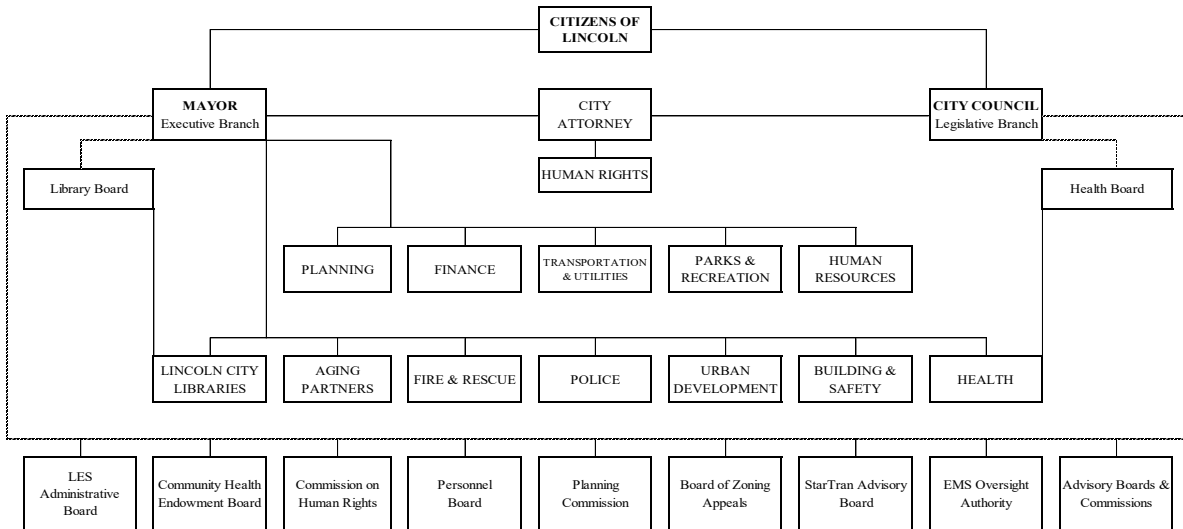 CITIZENS OF
LINCOLN
MAYOR
Executive Branch
CITY
ATTORNEY
CITY COUNCIL
Legislative Branch
HUMAN RIGHTS
Library Board
Health Board
PLANNING
FINANCE
TRANSPORTATION
& UTILITIES
PARKS &
RECREATION
HUMAN
RESOURCES
LINCOLN CITY
LIBRARIES
AGING
PARTNERS
FIRE & RESCUE
POLICE
URBAN
DEVELOPMENT
BUILDING &
SAFETY
HEALTH
LES
Administrative
Board
Community Health
Endowment Board
Commission on
Human Rights
Personnel
Board
Planning
Commission
Board of Zoning
Appeals
StarTran Advisory
Board
EMS Oversight
Authority
Advisory Boards &
Commissions